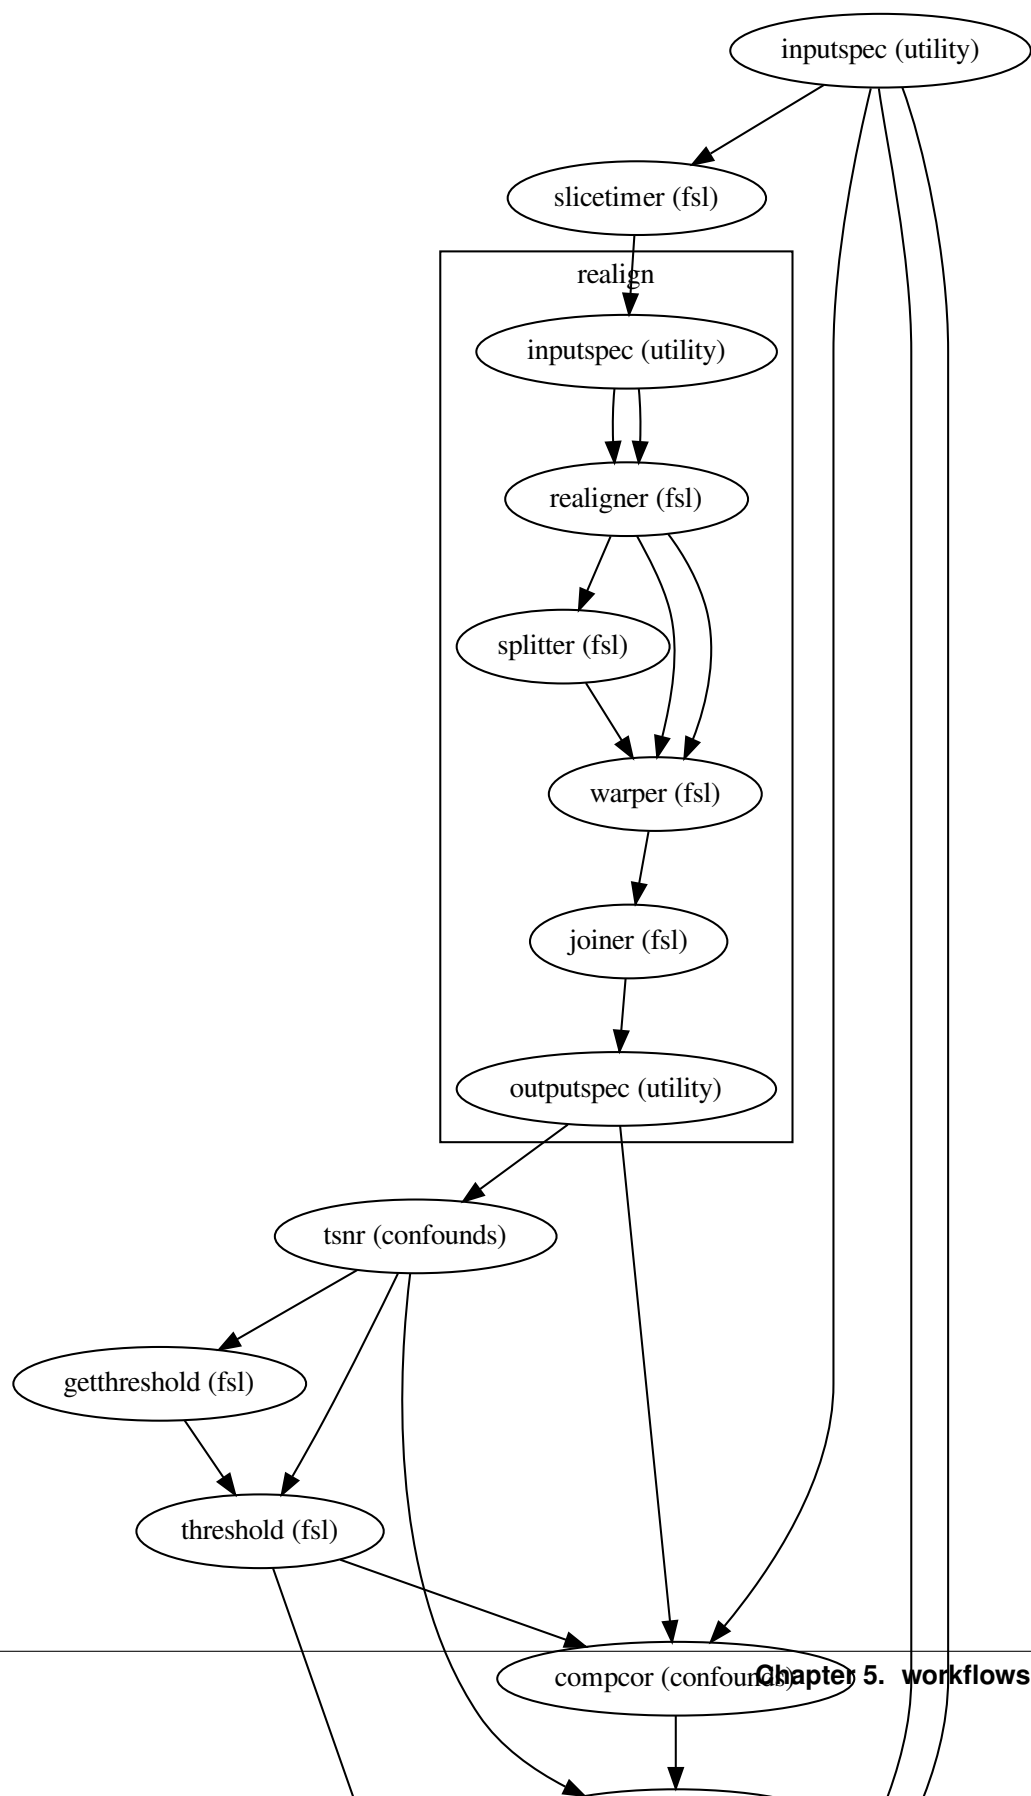 inputspec (utility)
slicetimer (fsl)
realign
inputspec (utility)
realigner (fsl)
splitter (fsl)
warper (fsl)
joiner (fsl)
outputspec (utility)
tsnr (confounds)
getthreshold (fsl)
threshold (fsl)
compcor (confounds)
Chapter 5. workflows